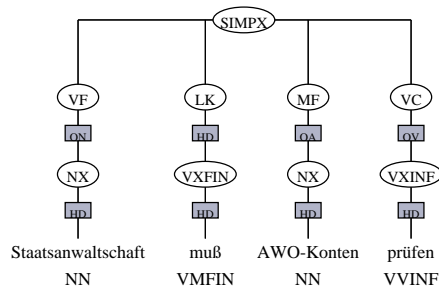 SIMPX
VF LK MF VC
ON HD OA OV
NX VXFIN NX VXINF
HD HD HD HD
Staatsanwaltschaft muß AWO-Konten prüfen
NN VMFIN NN VVINF